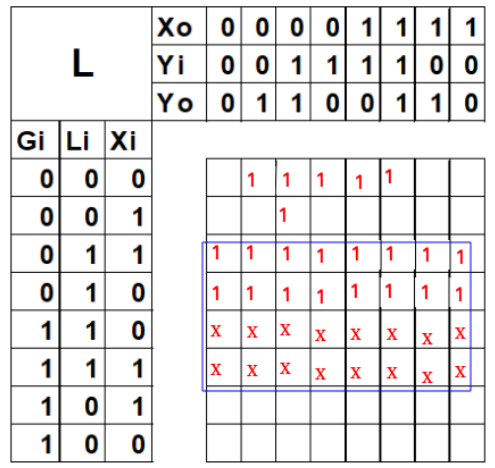 L
Xo 0 0 0 0 1 1 1 1
Yi 0 0 1 1 1 1 0 0
Yo 0 1 1 0 0 1 1 0
Gi Li Xi
0 0 0 1 1 1 1 1
0 0 1 1
0 1 1 1 1 1 1 1 1 1 1
0 1 0 1 1 1 1 1 1 1 1
1 1 0 x x x x x x x x
1 1 1 x x x x x x x x
1 0 1
1 0 0